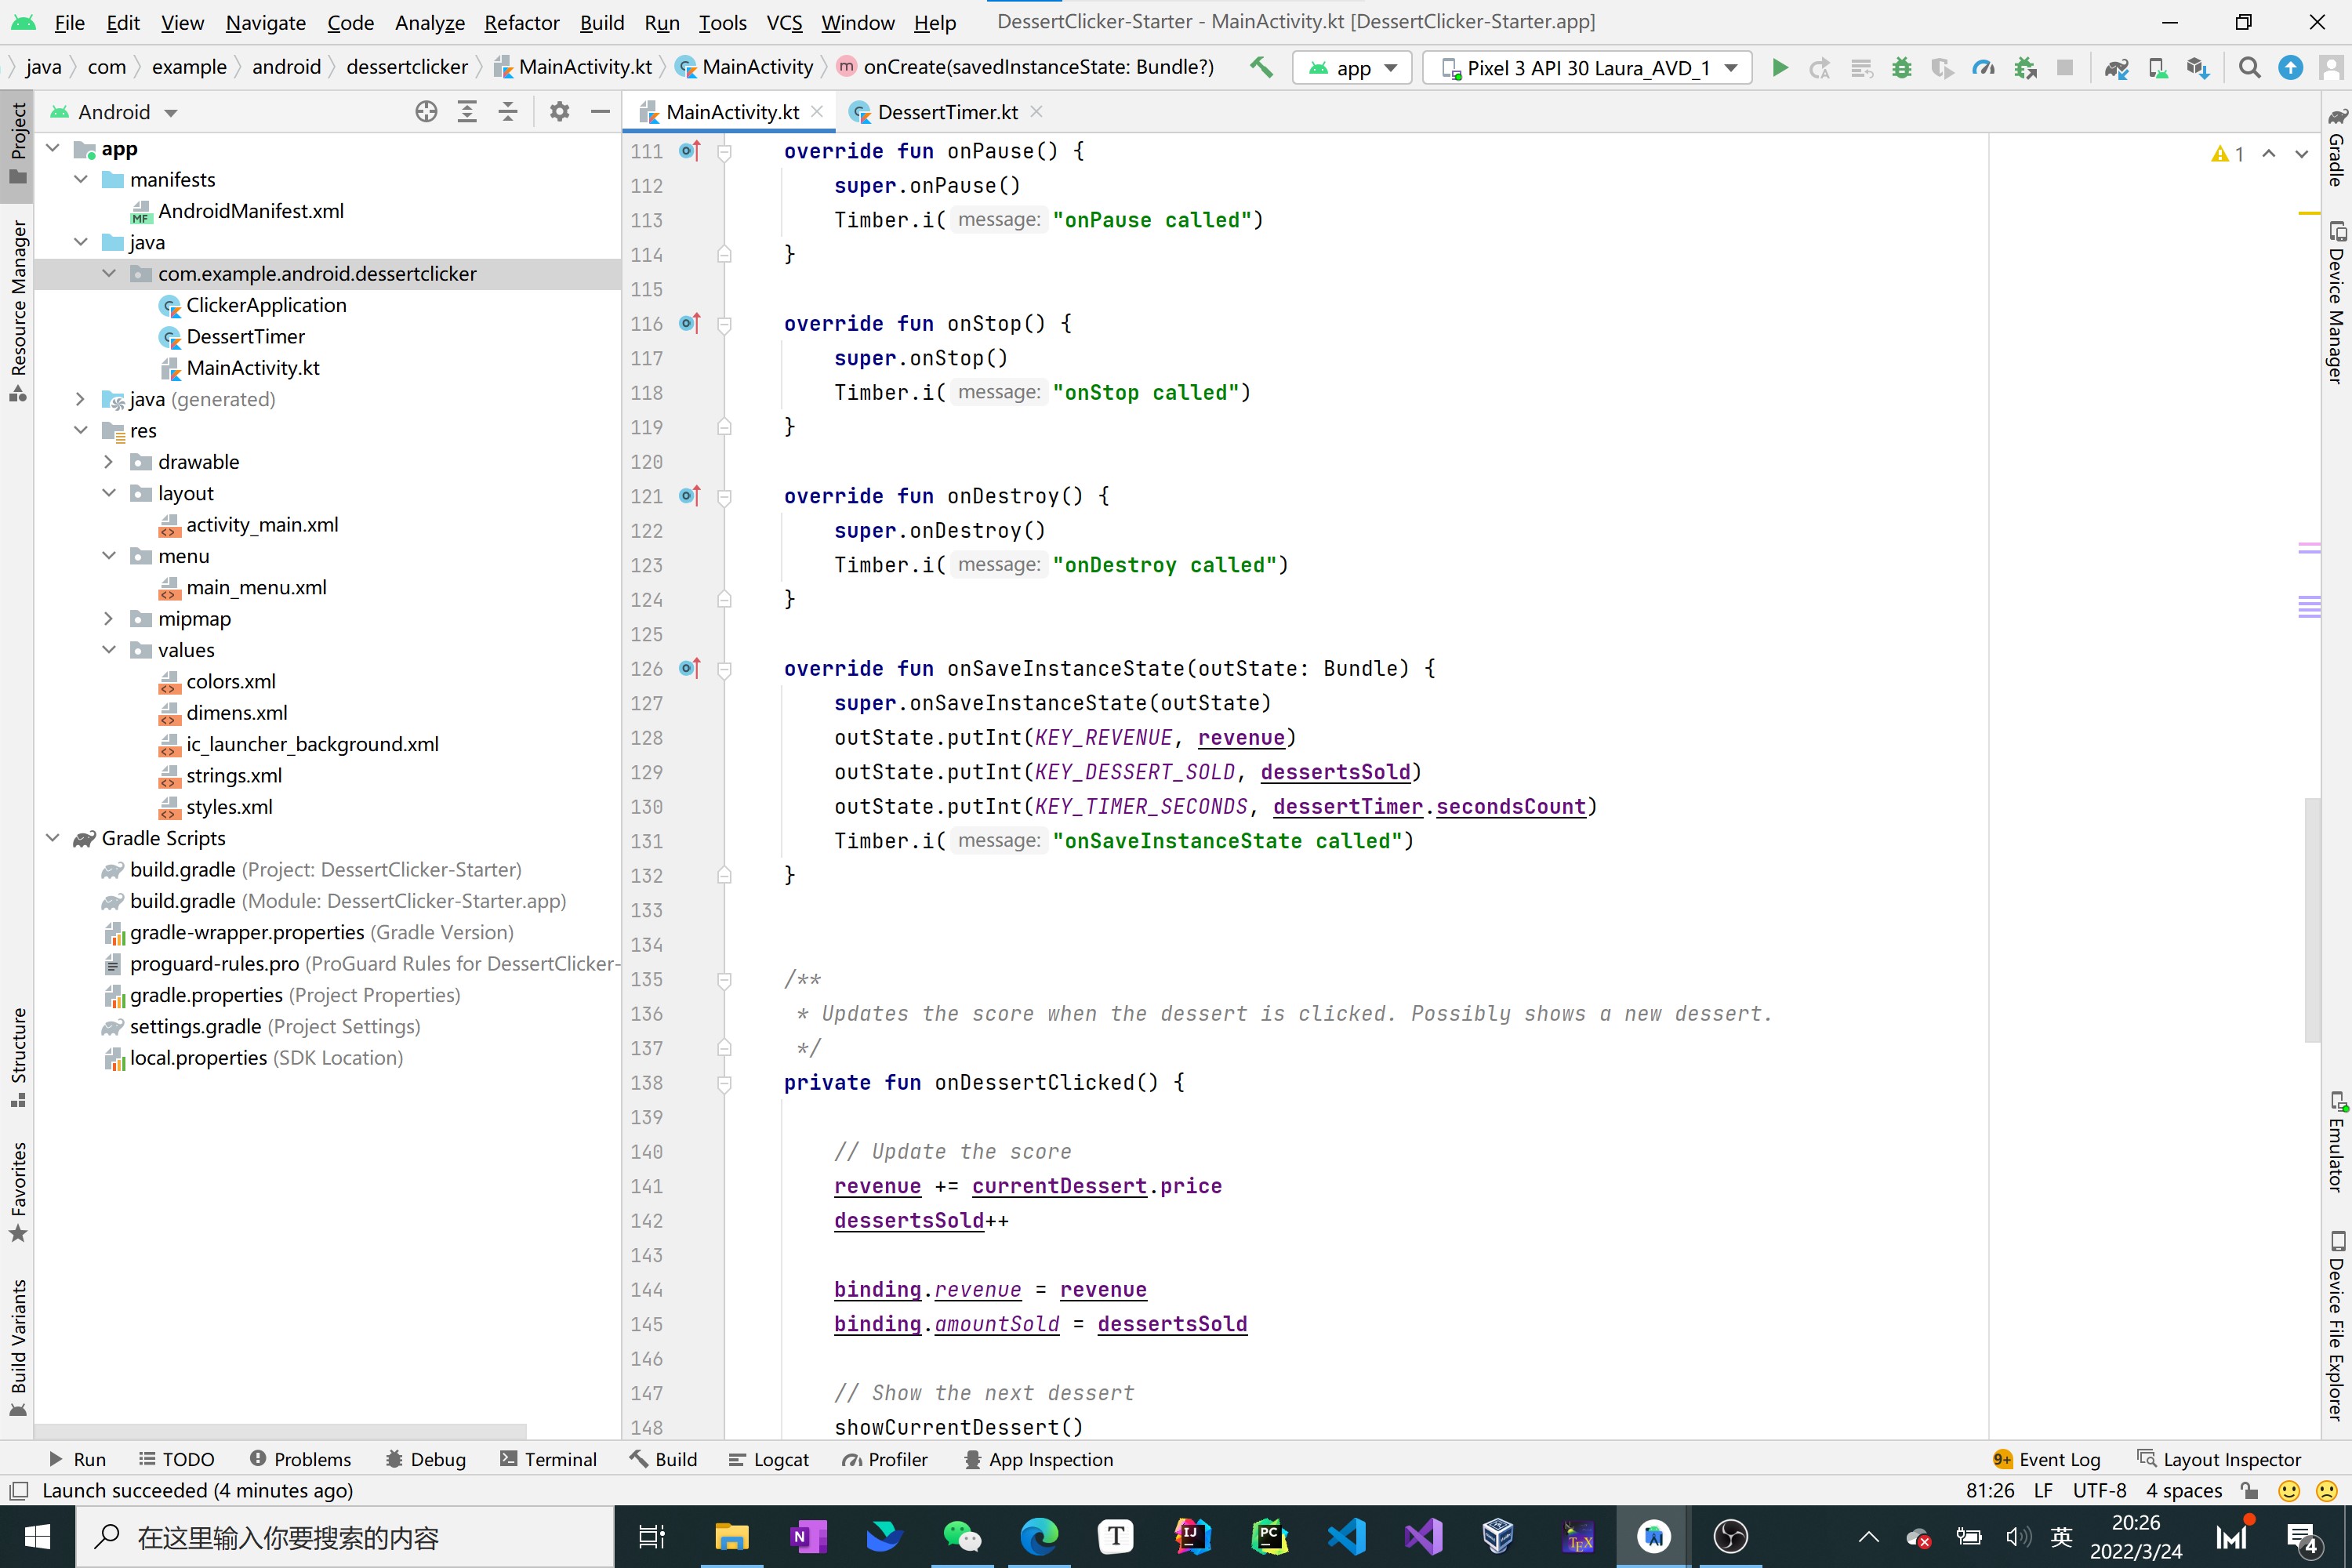 File Edit View Navigate Code Analyze Refactor Build Run Tools VCS Window Help DessertClicker-Starter - MainActivity.kt [DessertClicker-Starter.app]
java com example android dessertclicker MainActivity.kt MainActivity onCreate(savedInstanceState: Bundle?) app Pixel 3 API 30 Laura_AVD_1
Project
Resource Manager
Structure
Favorites
Build Variants
Android
app
manifests
AndroidManifest.xml
java
com.example.android.dessertclicker
ClickerApplication
DessertTimer
MainActivity.kt
java (generated)
res
drawable
layout
activity_main.xml
menu
main_menu.xml
mipmap
values
colors.xml
dimens.xml
ic_launcher_background.xml
strings.xml
styles.xml
Gradle Scripts
build.gradle (Project: DessertClicker-Starter)
build.gradle (Module: DessertClicker-Starter.app)
gradle-wrapper.properties (Gradle Version)
proguard-rules.pro (ProGuard Rules for DessertClicker-
gradle.properties (Project Properties)
settings.gradle (Project Settings)
local.properties (SDK Location)
MainActivity.kt DessertTimer.kt
1
111 override fun onPause() {
112 super.onPause()
113 Timber.i( message: "onPause called")
114 }
115
116 override fun onStop() {
117 super.onStop()
118 Timber.i( message: "onStop called")
119 }
120
121 override fun onDestroy() {
122 super.onDestroy()
123 Timber.i( message: "onDestroy called")
124 }
125
126 override fun onSaveInstanceState(outState: Bundle) {
127 super.onSaveInstanceState(outState)
128 outState.putInt(KEY_REVENUE, revenue)
129 outState.putInt(KEY_DESSERT_SOLD, dessertsSold)
130 outState.putInt(KEY_TIMER_SECONDS, dessertTimer.secondsCount)
131 Timber.i( message: "onSaveInstanceState called")
132 }
133
134
135 /**
136 * Updates the score when the dessert is clicked. Possibly shows a new dessert.
137 */
138 private fun onDessertClicked() {
139
140 // Update the score
141 revenue += currentDessert.price
142 dessertsSold++
143
144 binding.revenue = revenue
145 binding.amountSold = dessertsSold
146
147 // Show the next dessert
148 showCurrentDessert()
Gradle
Device Manager
Emulator
Device File Explorer
Run TODO Problems Debug Terminal Build Logcat Profiler App Inspection 9+ Event Log Layout Inspector
Launch succeeded (4 minutes ago) 81:26 LF UTF-8 4 spaces
在这里输入你要搜索的内容
英
20:26
2022/3/24
4